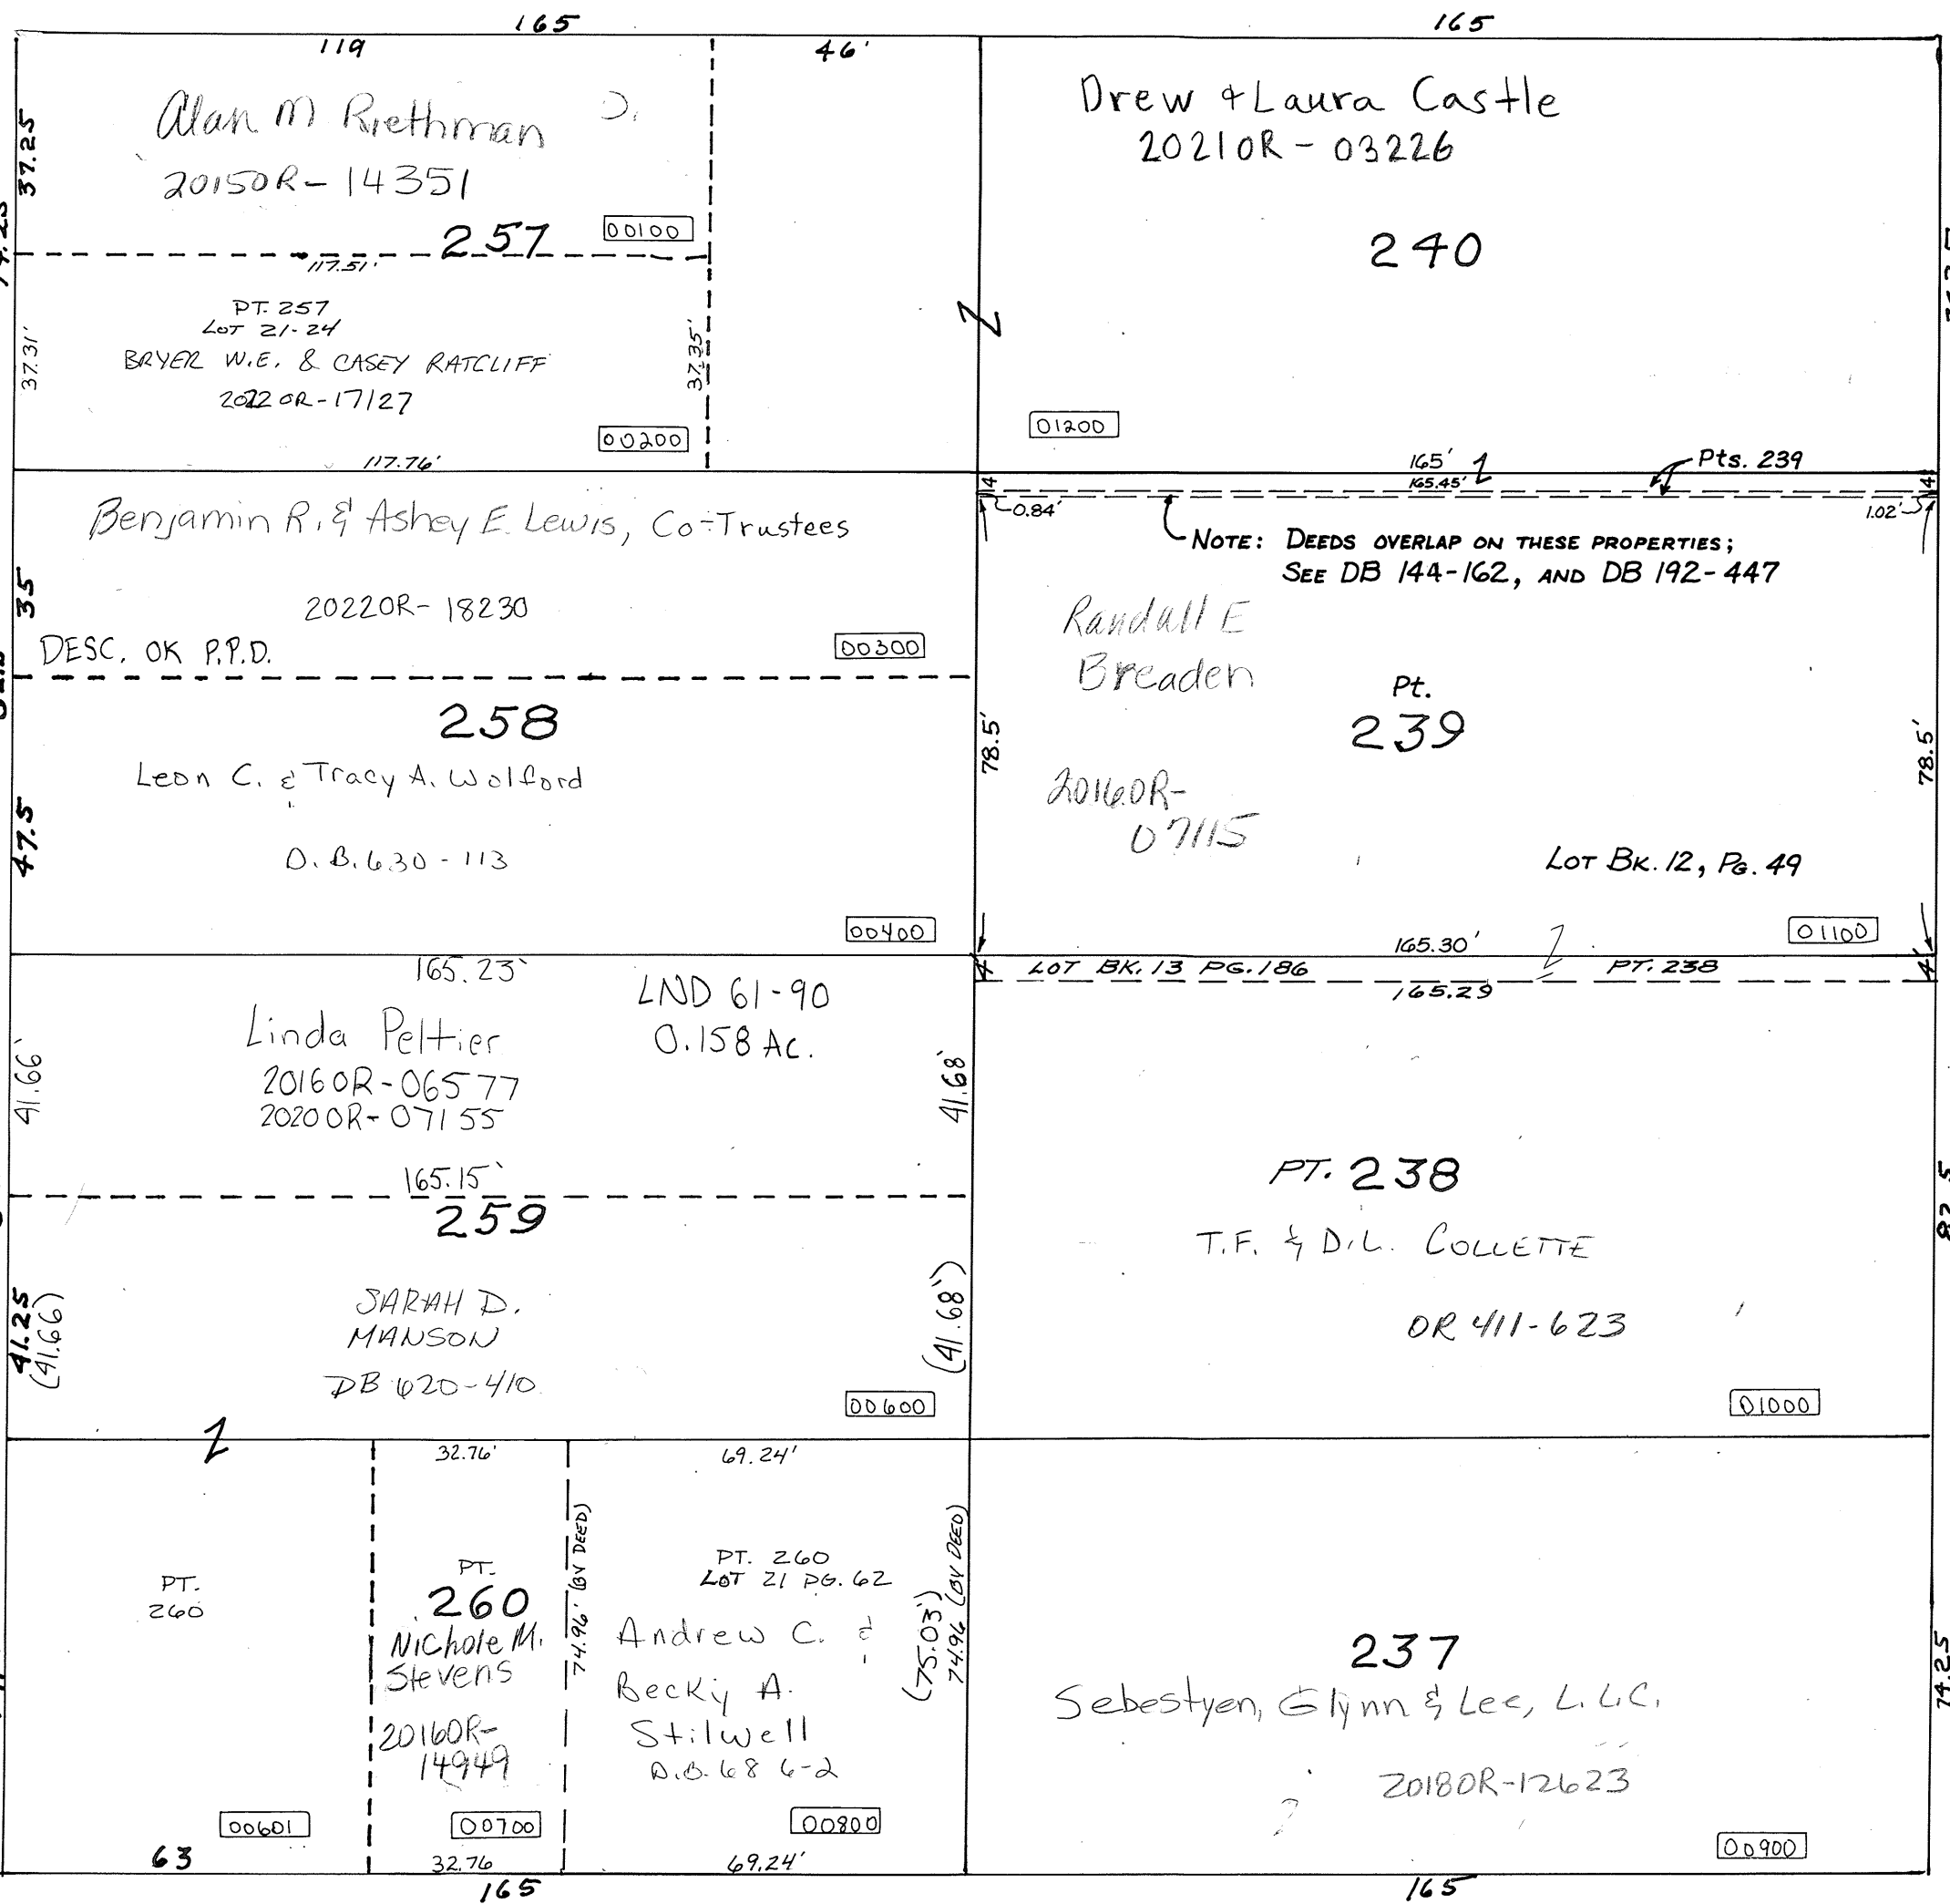 165
165
119
46'
37.25
Alan M Riethman
20150R-14351
00100
257
117.51'
PT. 257
LOT 21-24
BRYER W.E. & CASEY RATCLIFF
2022 OR-17127
37.31'
37.35'
00200
117.76'
Drew & Laura Castle
20210R-03226
240
01200
165'
165.45'
Pts. 239
4
4
0.84'
1.02'
NOTE: DEEDS OVERLAP ON THESE PROPERTIES;
SEE DB 144-162, AND DB 192-447
Benjamin R. & Ashey E. Lewis, Co-Trustees
35
20220R-18230
DESC. OK P.P.D.
00300
258
Leon C. & Tracy A. Wolford
47.5
D.B. 630-113
00400
Randall E
Breaden
Pt.
239
78.5'
78.5'
20160R-
07115
LOT BK. 12, PG. 49
01100
165.30'
4
LOT BK. 13 PG. 186
PT. 238
4
165.29
165.23'
LND 61-90
0.158 AC.
Linda Peltier
20160R-06577
20200R-07155
41.66'
41.68'
165.15'
259
41.25
(41.66)
SARAH D.
MANSON
DB 620-410
(41.68')
00600
PT. 238
T.F. & D.L. COLLETTE
OR 411-623
82.5
01000
32.76'
69.24'
PT.
260
00601
63
PT.
260
Nichole M.
Stevens
20160R-
14949
00700
32.76
74.96' (BY DEED)
PT. 260
LOT 21 PG. 62
Andrew C. &
Becky A.
Stilwell
D.B. 686-2
00800
69.24'
(75.03')
74.96 (BY DEED)
237
Sebestyen, Glynn & Lee, L.L.C.
20180R-12623
74.25
00900
165
165